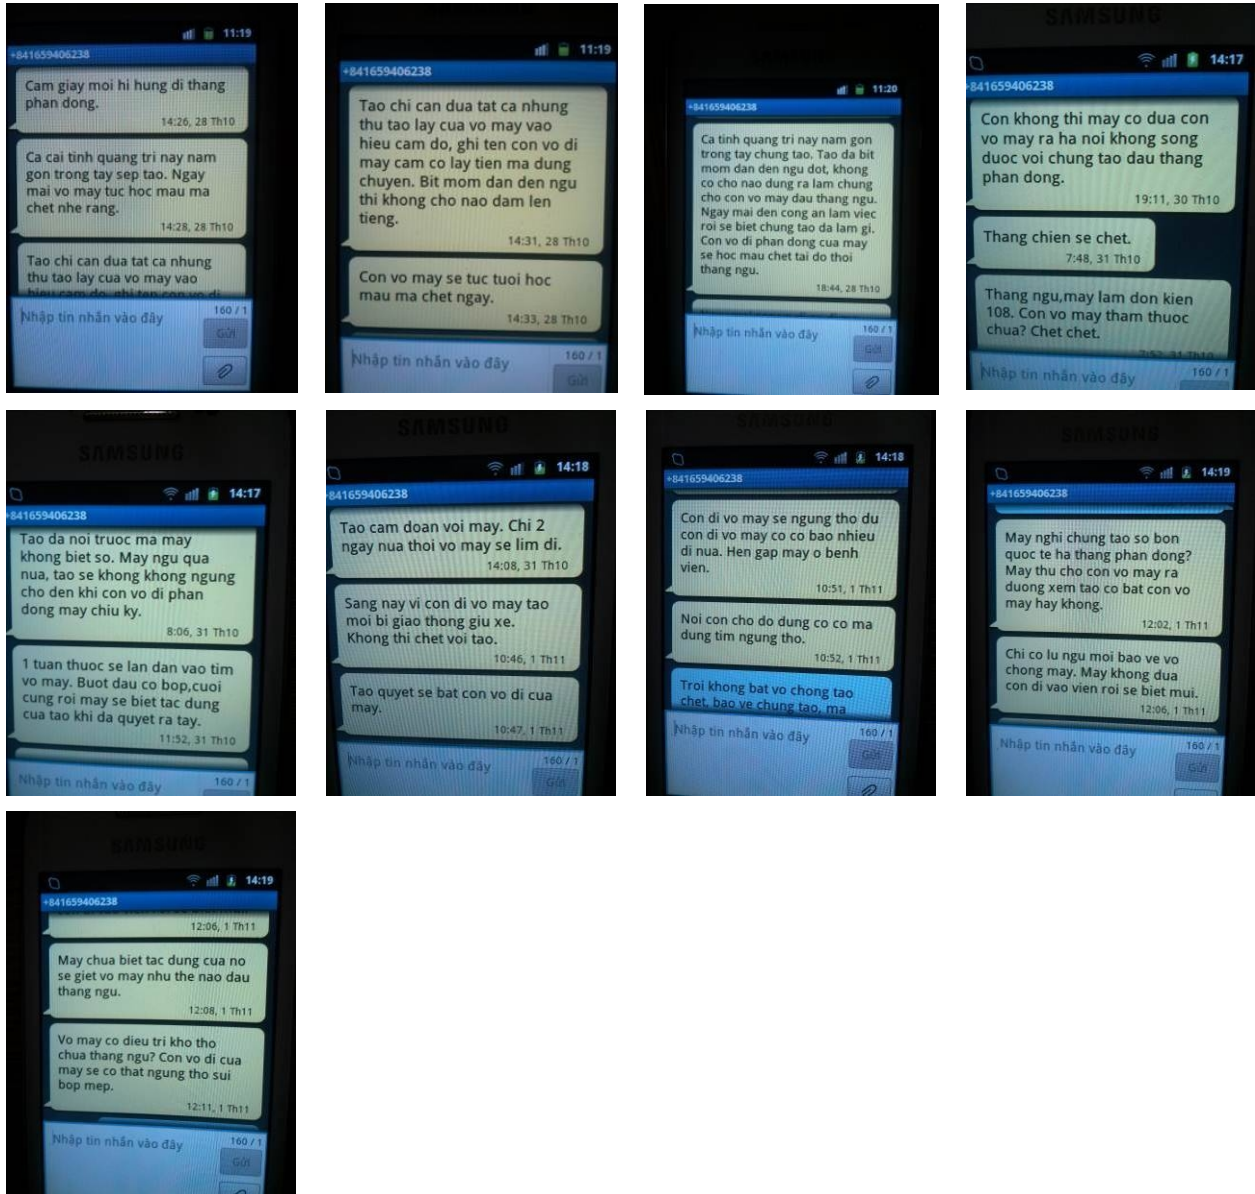 11:19
+841659406238
Cam giay moi hi hung di thang
phan dong.
14:26, 28 Th10
Ca cai tinh quang tri nay nam
gon trong tay sep tao. Ngay
mai vo may tuc hoc mau ma
chet nhe rang.
14:28, 28 Th10
Tao chi can dua tat ca nhung
thu tao lay cua vo may vao
hieu cam do, ghi ten con vo di
Nhập tin nhắn vào đây
160 / 1
Gửi
11:19
+841659406238
Tao chi can dua tat ca nhung
thu tao lay cua vo may vao
hieu cam do, ghi ten con vo di
may cam co lay tien ma dung
chuyen. Bit mom dan den ngu
thi khong cho nao dam len
tieng.
14:31, 28 Th10
Con vo may se tuc tuoi hoc
mau ma chet ngay.
14:33, 28 Th10
Nhập tin nhắn vào đây
160 / 1
Gửi
11:20
+841659406238
Ca tinh quang tri nay nam gon
trong tay chung tao. Tao da bit
mom dan den ngu dot, khong
co cho nao dung ra lam chung
cho con vo may dau thang ngu.
Ngay mai den cong an lam viec
roi se biet chung tao da lam gi.
Con vo di phan dong cua may
se hoc mau chet tai do thoi
thang ngu.
18:44, 28 Th10
Nhập tin nhắn vào đây
160 / 1
Gửi
SAMSUNG
14:17
+841659406238
Con khong thi may co dua con
vo may ra ha noi khong song
duoc voi chung tao dau thang
phan dong.
19:11, 30 Th10
Thang chien se chet.
7:48, 31 Th10
Thang ngu,may lam don kien
108. Con vo may tham thuoc
chua? Chet chet.
7:52, 31 Th10
Nhập tin nhắn vào đây
160 / 1
SAMSUNG
14:17
+841659406238
Tao da noi truoc ma may
khong biet so. May ngu qua
nua, tao se khong khong ngung
cho den khi con vo di phan
dong may chiu ky.
8:06, 31 Th10
1 tuan thuoc se lan dan vao tim
vo may. Buot dau co bop,cuoi
cung roi may se biet tac dung
cua tao khi da quyet ra tay.
11:52, 31 Th10
Nhập tin nhắn vào đây
160 / 1
SAMSUNG
14:18
+841659406238
Tao cam doan voi may. Chi 2
ngay nua thoi vo may se lim di.
14:08, 31 Th10
Sang nay vi con di vo may tao
moi bi giao thong giu xe.
Khong thi chet voi tao.
10:46, 1 Th11
Tao quyet se bat con vo di cua
may.
10:47, 1 Th11
Nhập tin nhắn vào đây
160 / 1
Gửi
SAMSUNG
14:18
+841659406238
Con di vo may se ngung tho du
con di vo may co co bao nhieu
di nua. Hen gap may o benh
vien.
10:51, 1 Th11
Noi con cho do dung co co ma
dung tim ngung tho.
10:52, 1 Th11
Troi khong bat vo chong tao
chet, bao ve chung tao, ma
Nhập tin nhắn vào đây
160 / 1
Gửi
SAMSUNG
14:19
+841659406238
May nghi chung tao so bon
quoc te ha thang phan dong?
May thu cho con vo may ra
duong xem tao co bat con vo
may hay khong.
12:02, 1 Th11
Chi co lu ngu moi bao ve vo
chong may. May khong dua
con di vao vien roi se biet mui.
12:06, 1 Th11
Nhập tin nhắn vào đây
160 / 1
Gửi
SAMSUNG
14:19
+841659406238
12:06, 1 Th11
May chua biet tac dung cua no
se giet vo may nhu the nao dau
thang ngu.
12:08, 1 Th11
Vo may co dieu tri kho tho
chua thang ngu? Con vo di cua
may se co that ngung tho sui
bop mep.
12:11, 1 Th11
Nhập tin nhắn vào đây
160 / 1
Gửi